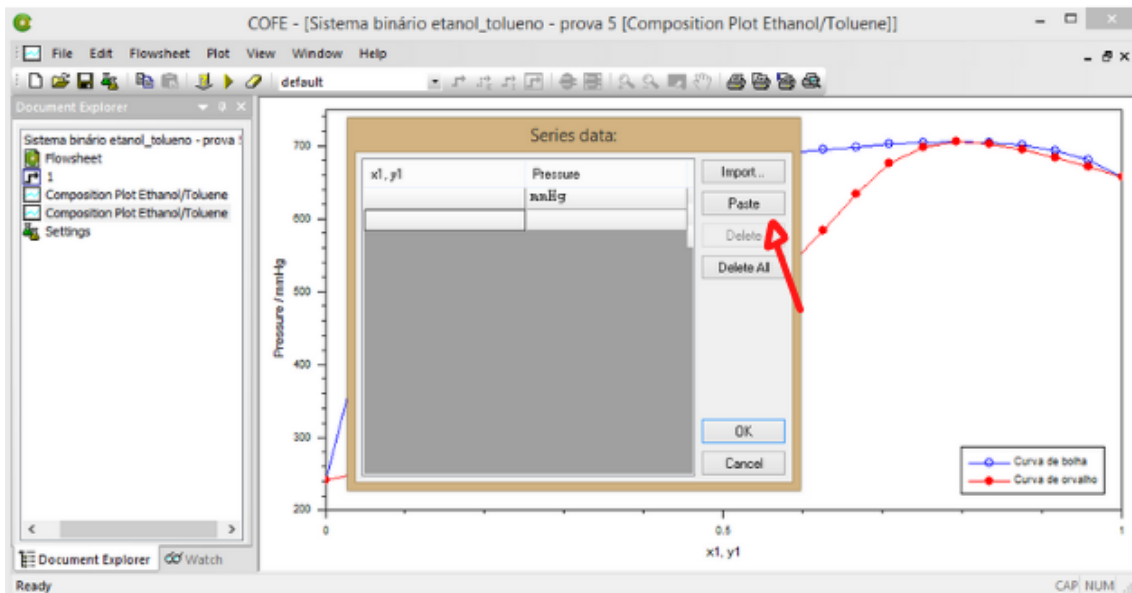 COFE - [Sistema binário etanol_tolueno - prova 5 [Composition Plot Ethanol/Toluene]]
File Edit Flowsheet Plot View Window Help
default
Document Explorer
Sistema binário etanol_tolueno - prova
Flowsheet
1
Composition Plot Ethanol/Toluene
Composition Plot Ethanol/Toluene
Settings
Document Explorer Watch
Series data:
x1, y1 Pressure
mmHg
Import...
Paste
Delete
Delete All
OK
Cancel
Pressure / mmHg
700
600
500
400
300
200
0 0.5 1
x1, y1
Curva de bolha
Curva de orvalho
Ready CAP NUM